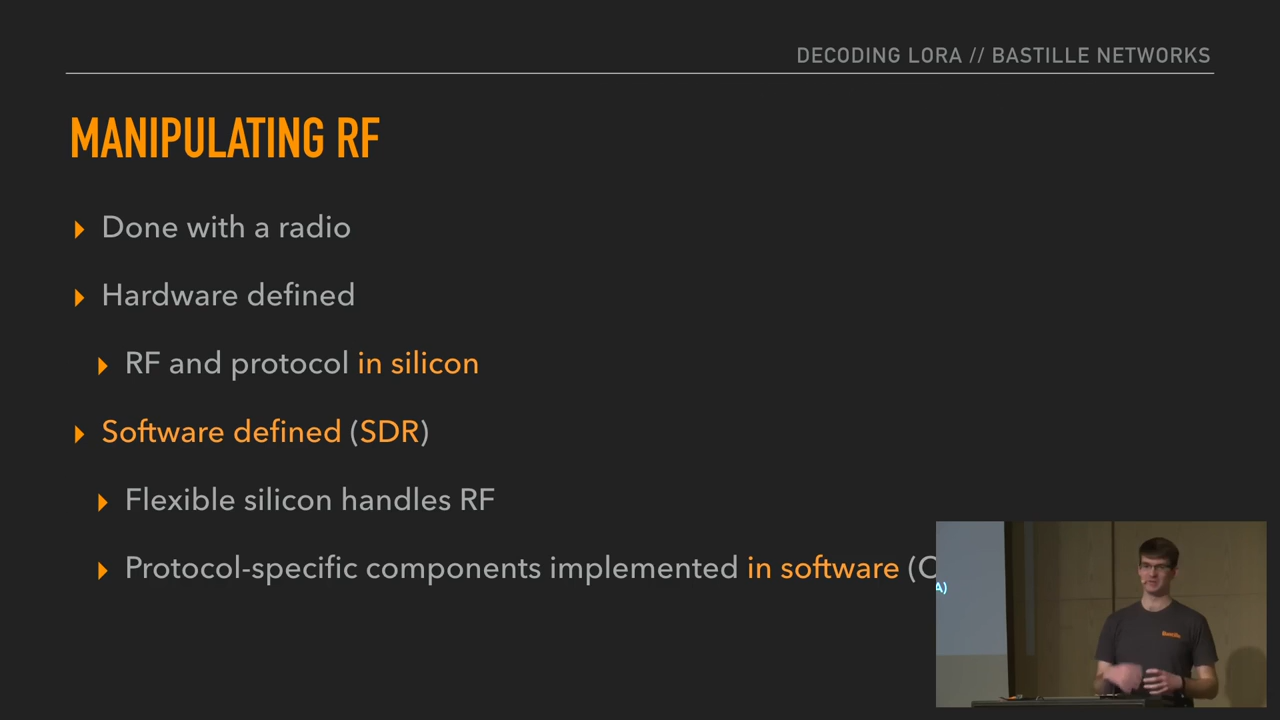 DECODING LORA // BASTILLE NETWORKS
MANIPULATING RF
Done with a radio
Hardware defined
RF and protocol in silicon
Software defined (SDR)
Flexible silicon handles RF
Protocol-specific components implemented in software (C
A)
Bastille